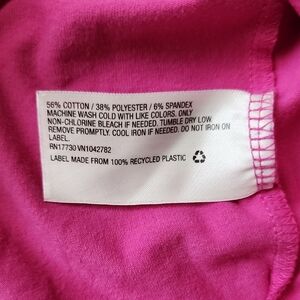 56% COTTON / 38% POLYESTER / 6% SPANDEX
MACHINE WASH COLD WITH LIKE COLORS. ONLY
NON-CHLORINE BLEACH IF NEEDED. TUMBLE DRY LOW
REMOVE PROMPTLY. COOL IRON IF NEEDED. DO NOT IRON ON
LABEL.
RN17730 VN1042782
LABEL MADE FROM 100% RECYCLED PLASTIC